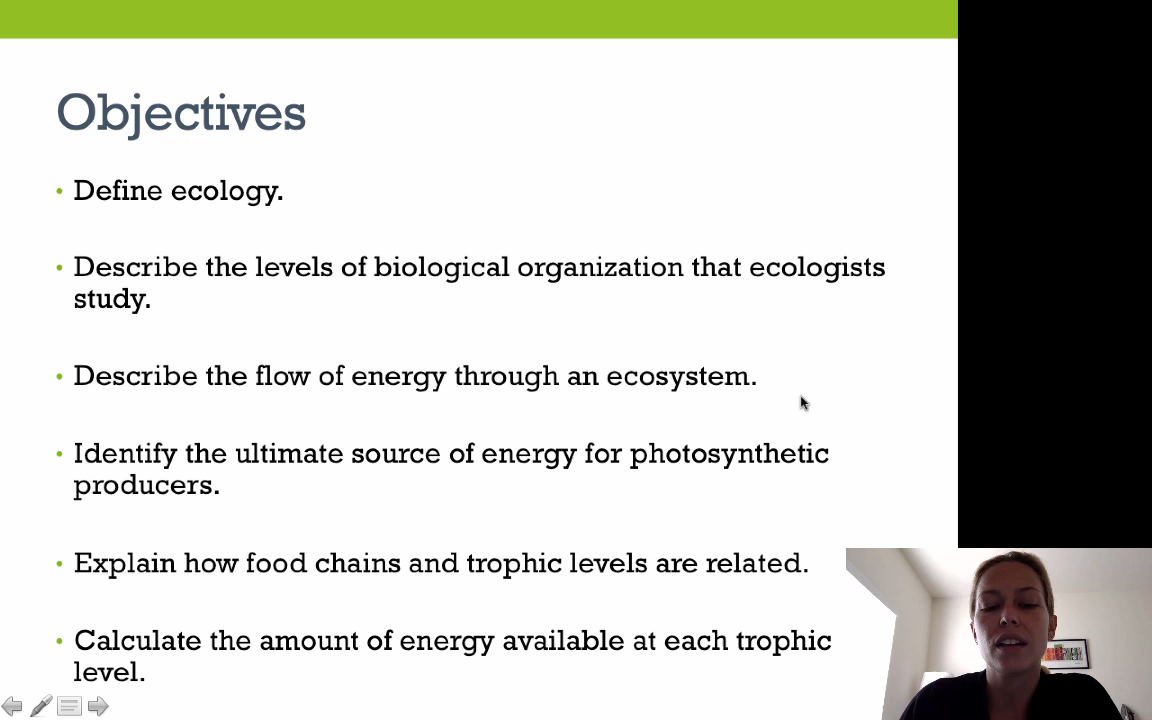 Objectives
• Define ecology.
• Describe the levels of biological organization that ecologists
study.
• Describe the flow of energy through an ecosystem.
• Identify the ultimate source of energy for photosynthetic
producers.
• Explain how food chains and trophic levels are related.
• Calculate the amount of energy available at each trophic
level.